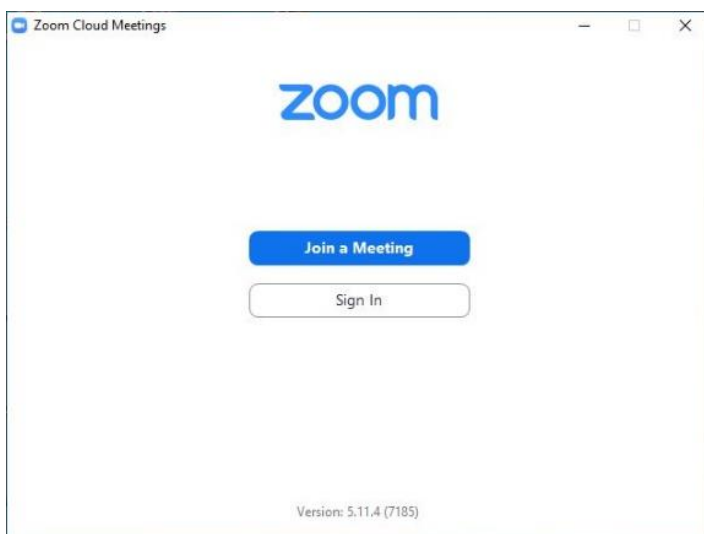 Zoom Cloud Meetings
zoom
Join a Meeting
Sign In
Version: 5.11.4 (7185)